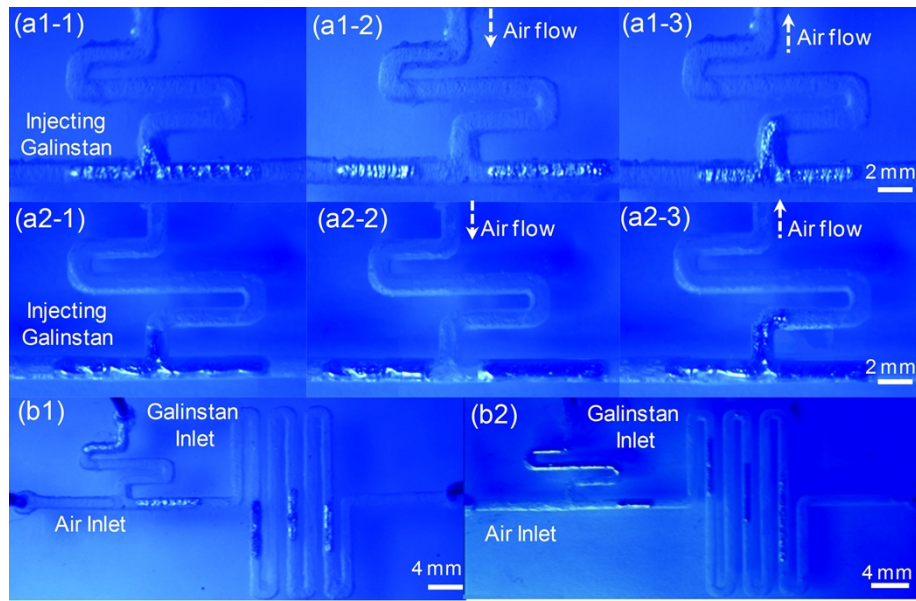 (a1-1)
(a1-2)
Air flow
(a1-3)
Air flow
Injecting
Galinstan
2 mm
(a2-1)
(a2-2)
Air flow
(a2-3)
Air flow
Injecting
Galinstan
2 mm
(b1)
Galinstan
Inlet
Air Inlet
4 mm
(b2)
Galinstan
Inlet
Air Inlet
4 mm